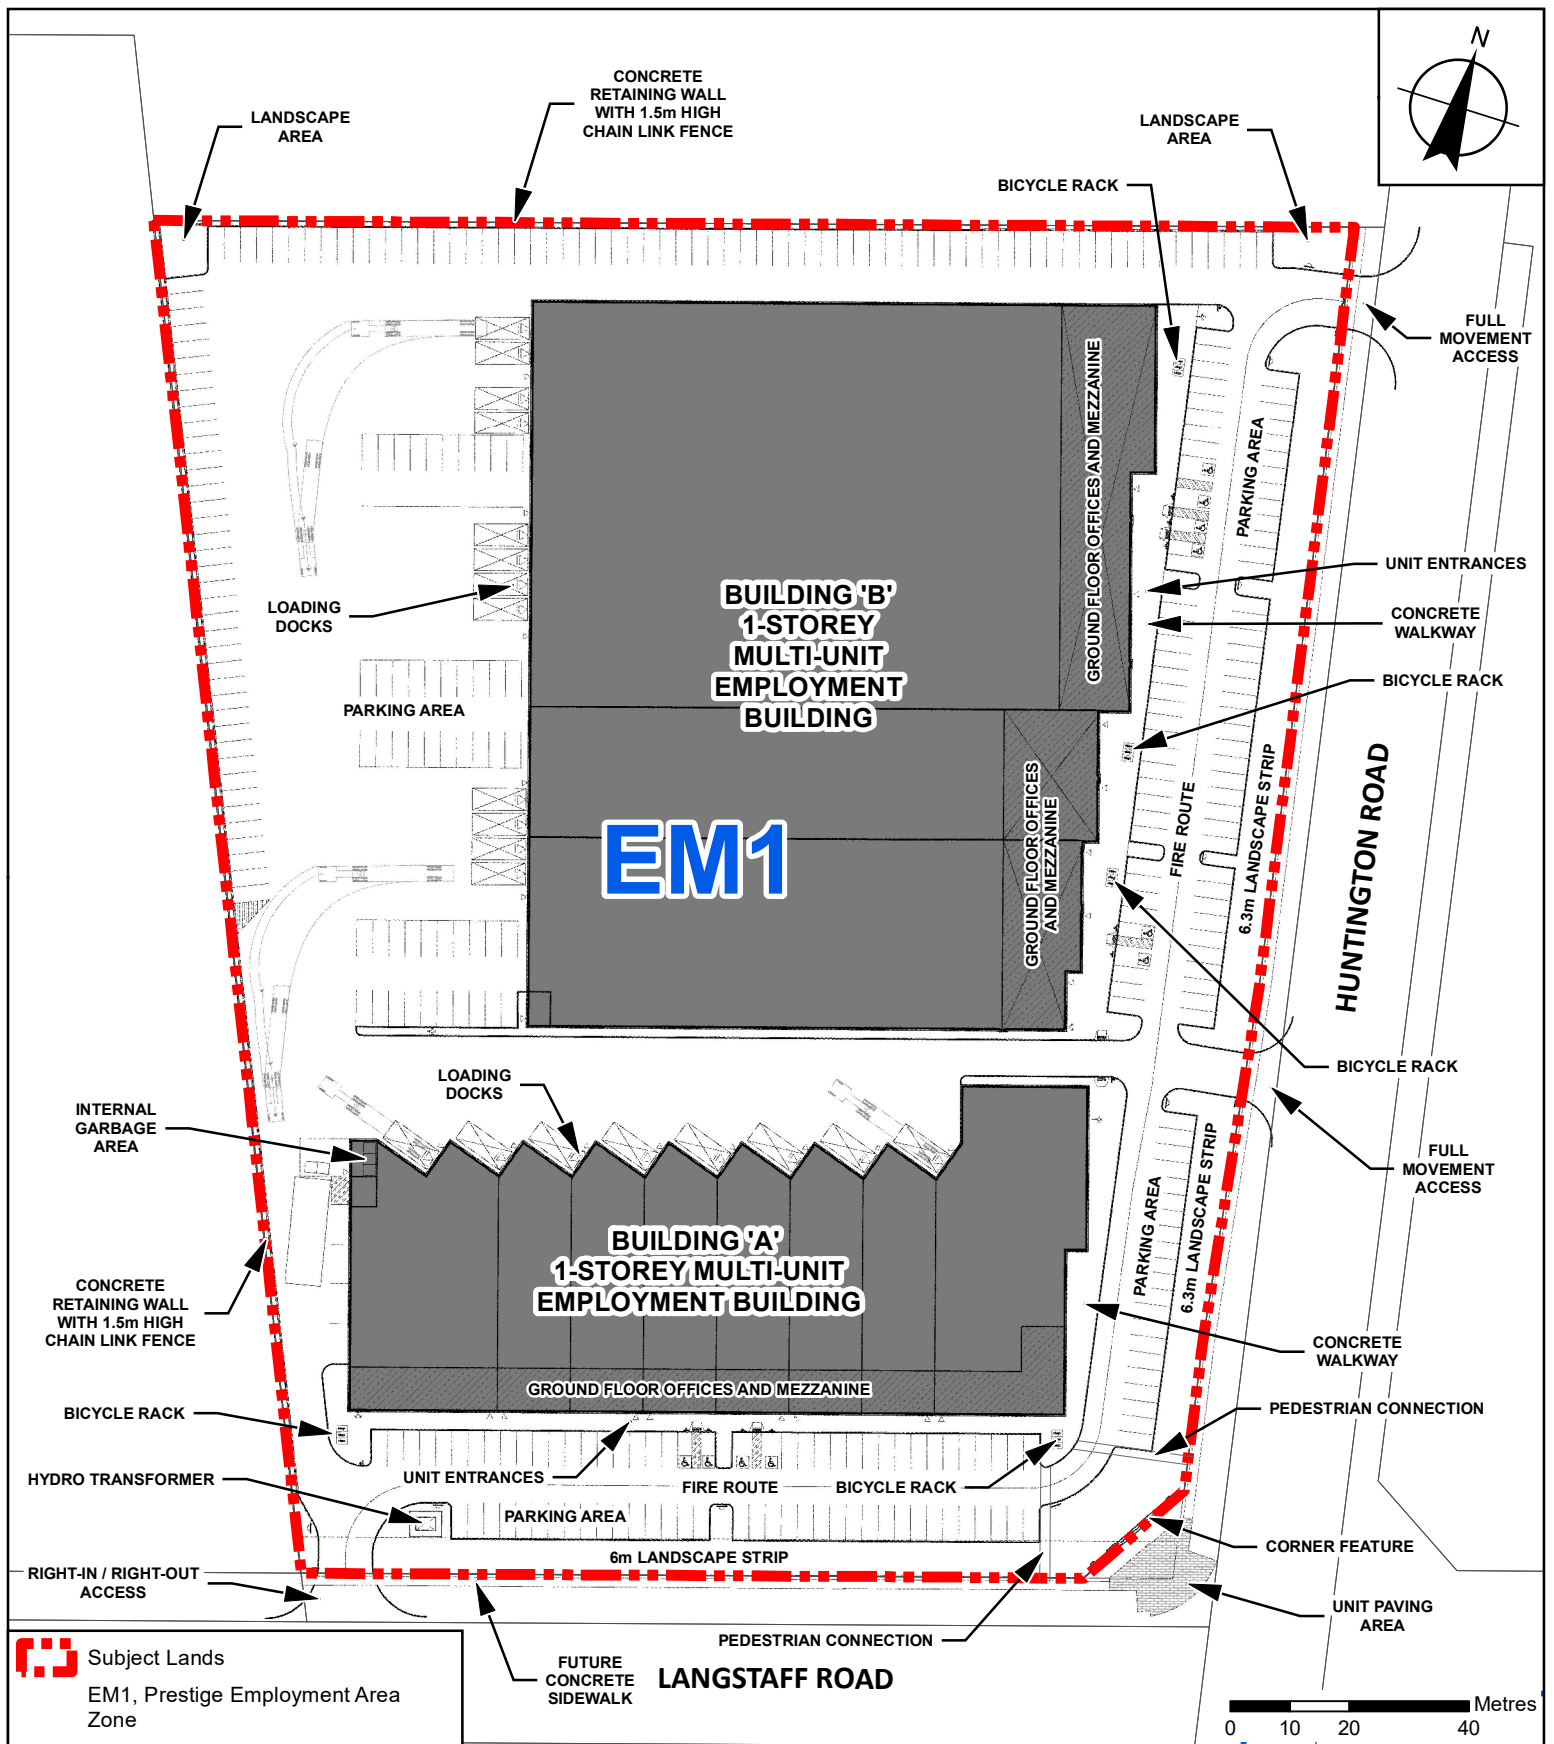 N
CONCRETE
RETAINING WALL
WITH 1.5m HIGH
CHAIN LINK FENCE
LANDSCAPE
AREA
LANDSCAPE
AREA
BICYCLE RACK
FULL
MOVEMENT
ACCESS
GROUND FLOOR OFFICES AND MEZZANINE
PARKING AREA
UNIT ENTRANCES
LOADING
DOCKS
BUILDING 'B'
1-STOREY
MULTI-UNIT
EMPLOYMENT
BUILDING
CONCRETE
WALKWAY
BICYCLE RACK
PARKING AREA
GROUND FLOOR OFFICES
AND MEZZANINE
FIRE ROUTE
6.3m LANDSCAPE STRIP
HUNTINGTON ROAD
EM1
BICYCLE RACK
LOADING
DOCKS
INTERNAL
GARBAGE
AREA
FULL
MOVEMENT
ACCESS
PARKING AREA
6.3m LANDSCAPE STRIP
BUILDING 'A'
1-STOREY MULTI-UNIT
EMPLOYMENT BUILDING
CONCRETE
RETAINING WALL
WITH 1.5m HIGH
CHAIN LINK FENCE
CONCRETE
WALKWAY
GROUND FLOOR OFFICES AND MEZZANINE
BICYCLE RACK
PEDESTRIAN CONNECTION
HYDRO TRANSFORMER
UNIT ENTRANCES
FIRE ROUTE
BICYCLE RACK
PARKING AREA
CORNER FEATURE
6m LANDSCAPE STRIP
RIGHT-IN / RIGHT-OUT
ACCESS
UNIT PAVING
AREA
PEDESTRIAN CONNECTION
FUTURE
CONCRETE
SIDEWALK
LANGSTAFF ROAD
Subject Lands
EM1, Prestige Employment Area
Zone
Metres
0 10 20 40